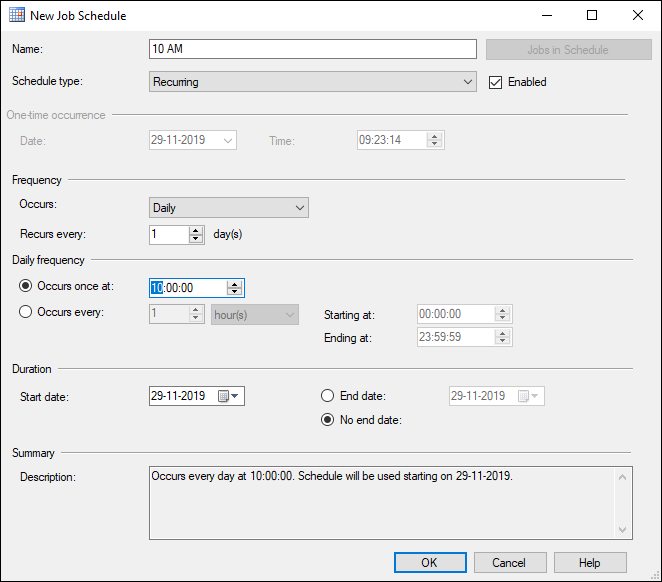 New Job Schedule
Name: 10 AM Jobs in Schedule
Schedule type: Recurring Enabled
One-time occurrence
Date: 29-11-2019 Time: 09:23:14
Frequency
Occurs: Daily
Recurs every: 1 day(s)
Daily frequency
Occurs once at: 10:00:00
Occurs every: 1 hour(s) Starting at: 00:00:00
Ending at: 23:59:59
Duration
Start date: 29-11-2019 End date: 29-11-2019
No end date:
Summary
Description: Occurs every day at 10:00:00. Schedule will be used starting on 29-11-2019.
OK Cancel Help